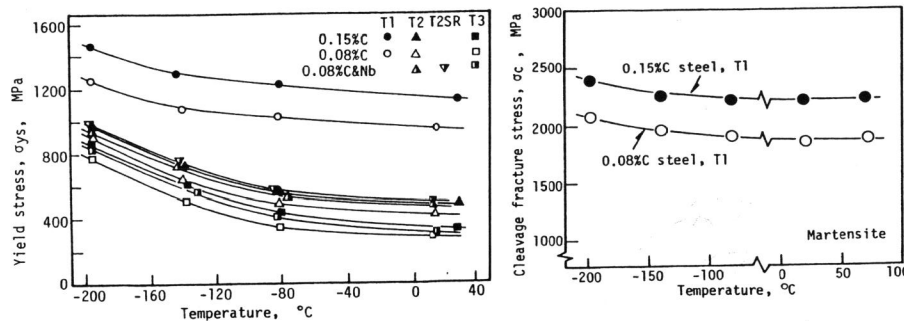 T1 T2 T2SR T3
0.15%C
0.08%C
0.08%C&Nb
1600
1200
800
400
0
-200 -160 -120 -80 -40 0 40
Temperature, °C
Yield stress, σys, MPa
3000
2500
2000
1500
1000
-200 -100 0 50 100
Temperature, °C
Cleavage fracture stress, σc, MPa
0.15%C steel, T1
0.08%C steel, T1
Martensite